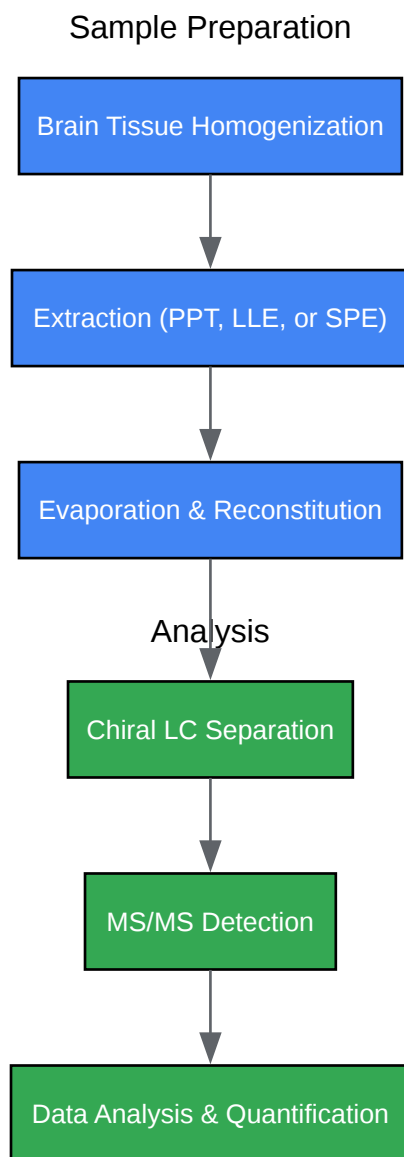 Sample Preparation
Brain Tissue Homogenization
Extraction (PPT, LLE, or SPE)
Evaporation & Reconstitution
Analysis
Chiral LC Separation
MS/MS Detection
Data Analysis & Quantification